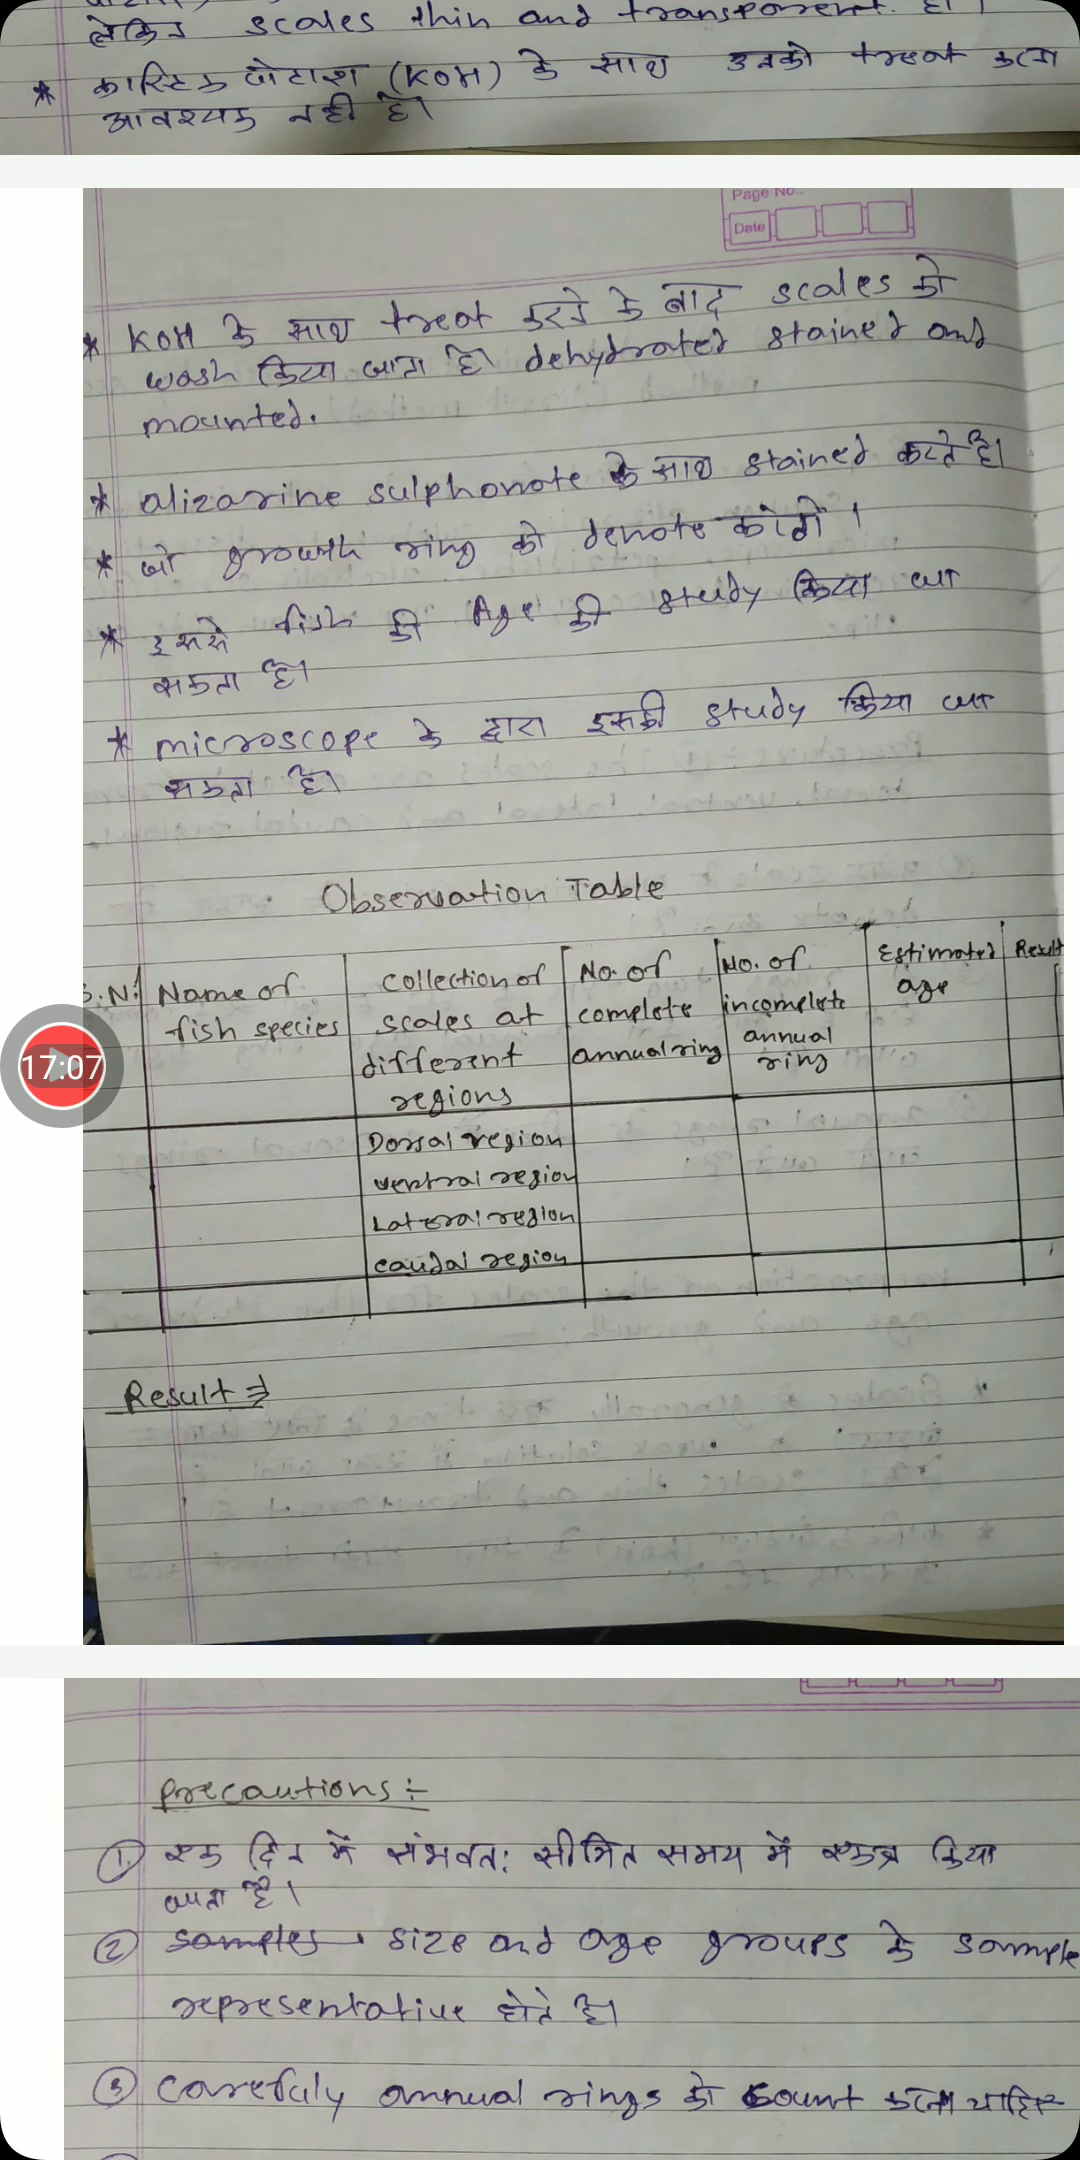 लेकिन scales thin and transparent है।
* कास्टिक पोटाश (KOH) के साथ उनको treat करना
आवश्यक नही है।
Page No..
Date
* KOH के साथ treat करने के बाद scales को
wash किया जाता है। dehydrated stained and
mounted.
* alizarine sulphonate के साथ stained करते है।
* जो growth ring को denote करेगी।
* इससे fish की Age की study किया जा
सकता है।
* microscope के द्वारा इसकी study किया जा
सकता है।
Observation Table
S.N. Name of fish species collection of scales at different regions No. of complete annual ring No. of incomplete annual ring Estimated age Result
17:07
Dorsal region
ventral region
Lateral region
caudal region
Result ⇒
precautions :-
① एक दिन में संभवत: सीमित समय में एकत्र किया
जाता है।
② samples size and age groups के sample
representative होते है।
③ carefuly annual rings को count करना चाहिए